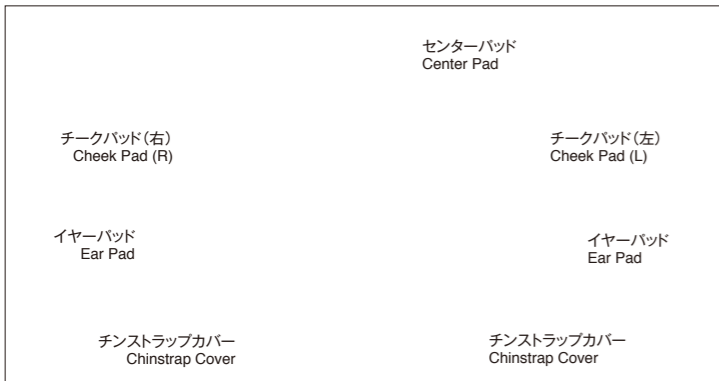 センターパッド
Center Pad
チークパッド（右）
Cheek Pad (R)
チークパッド（左）
Cheek Pad (L)
イヤーパッド
Ear Pad
イヤーパッド
Ear Pad
チンストラップカバー
Chinstrap Cover
チンストラップカバー
Chinstrap Cover